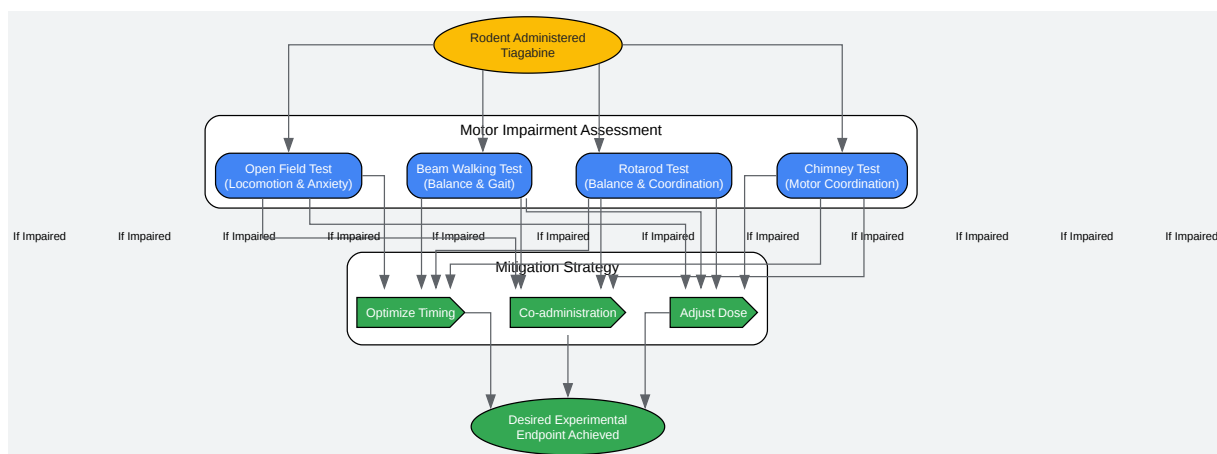 Rodent Administered
Tiagabine
Motor Impairment Assessment
Open Field Test
(Locomotion & Anxiety)
Beam Walking Test
(Balance & Gait)
Rotarod Test
(Balance & Coordination)
Chimney Test
(Motor Coordination)
If Impaired
If Impaired
If Impaired
If Impaired
If Impaired
If Impaired
If Impaired
If Impaired
If Impaired
If Impaired
If Impaired
If Impaired
Mitigation Strategy
Optimize Timing
Co-administration
Adjust Dose
Desired Experimental
Endpoint Achieved